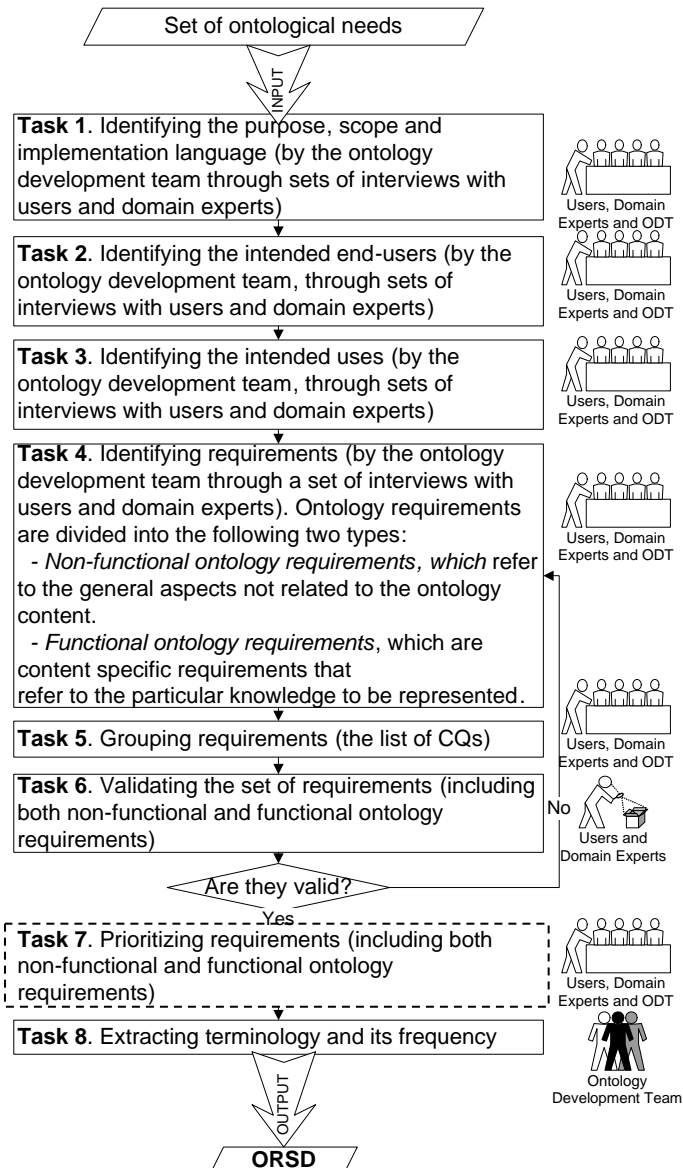 Set of ontological needs
INPUT
Task 1. Identifying the purpose, scope and
implementation language (by the ontology
development team through sets of interviews with
users and domain experts)
Users, Domain
Experts and ODT
Task 2. Identifying the intended end-users (by the
ontology development team, through sets of
interviews with users and domain experts)
Users, Domain
Experts and ODT
Task 3. Identifying the intended uses (by the
ontology development team, through sets of
interviews with users and domain experts)
Users, Domain
Experts and ODT
Task 4. Identifying requirements (by the ontology
development team through a set of interviews with
users and domain experts). Ontology requirements
are divided into the following two types:
- Non-functional ontology requirements, which refer
to the general aspects not related to the ontology
content.
- Functional ontology requirements, which are
content specific requirements that
refer to the particular knowledge to be represented.
Users, Domain
Experts and ODT
Task 5. Grouping requirements (the list of CQs)
Users, Domain
Experts and ODT
Task 6. Validating the set of requirements (including
both non-functional and functional ontology
requirements)
No
Users and
Domain Experts
Are they valid?
Yes
Task 7. Prioritizing requirements (including both
non-functional and functional ontology
requirements)
Users, Domain
Experts and ODT
Task 8. Extracting terminology and its frequency
Ontology
Development Team
OUTPUT
ORSD